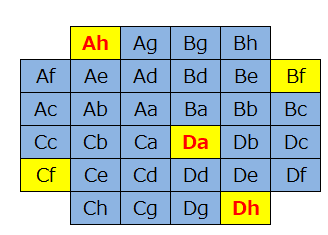 Ah Ag Bg Bh
Af Ae Ad Bd Be Bf
Ac Ab Aa Ba Bb Bc
Cc Cb Ca Da Db Dc
Cf Ce Cd Dd De Df
Ch Cg Dg Dh